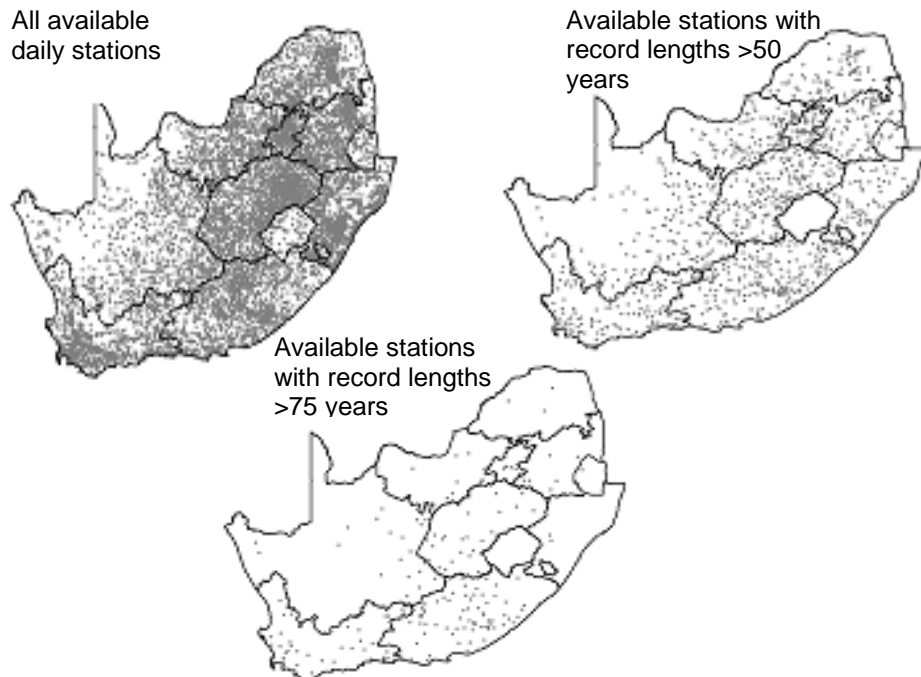 All available
daily stations
Available stations with
record lengths >50
years
Available stations
with record lengths
>75 years